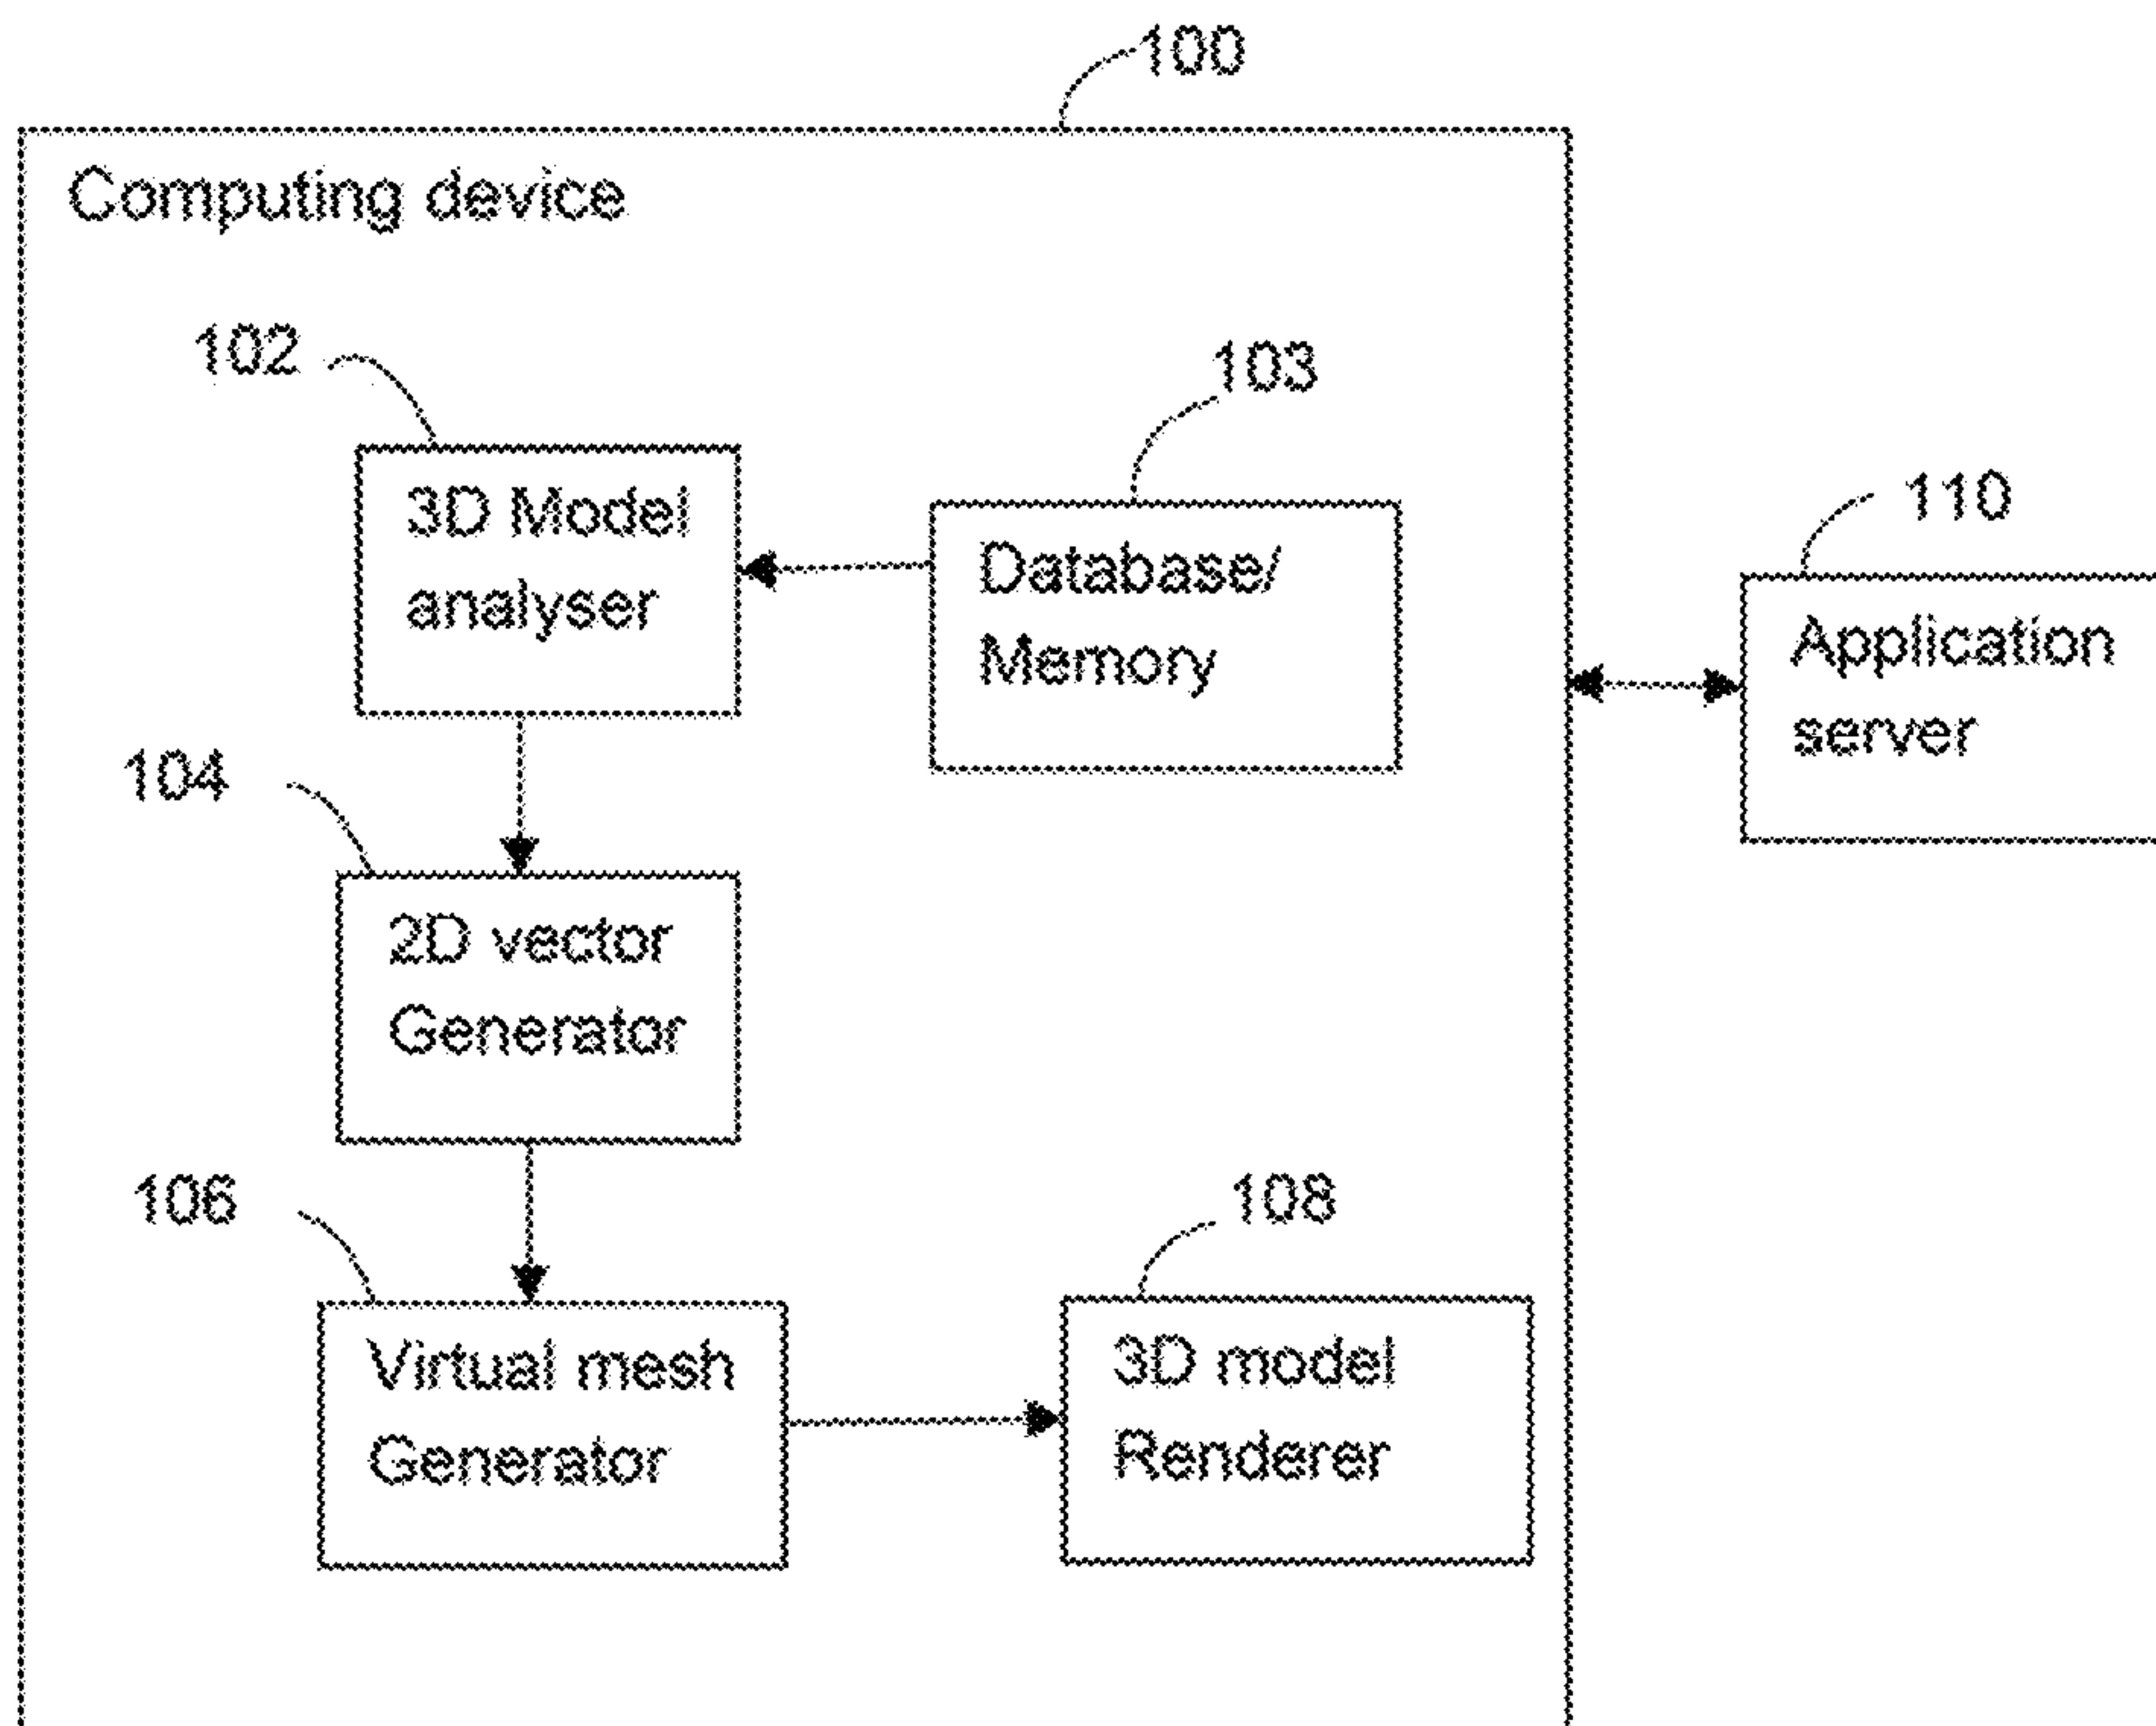 100
Computing device
102
103
3D Model
analyser
Database/
Memory
110
Application
server
104
2D vector
Generator
106
Virtual mesh
Generator
108
3D model
Renderer